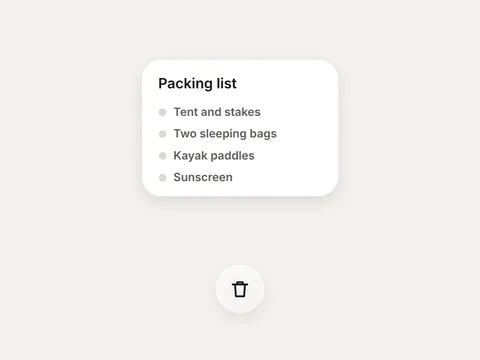 Packing list
Tent and stakes
Two sleeping bags
Kayak paddles
Sunscreen